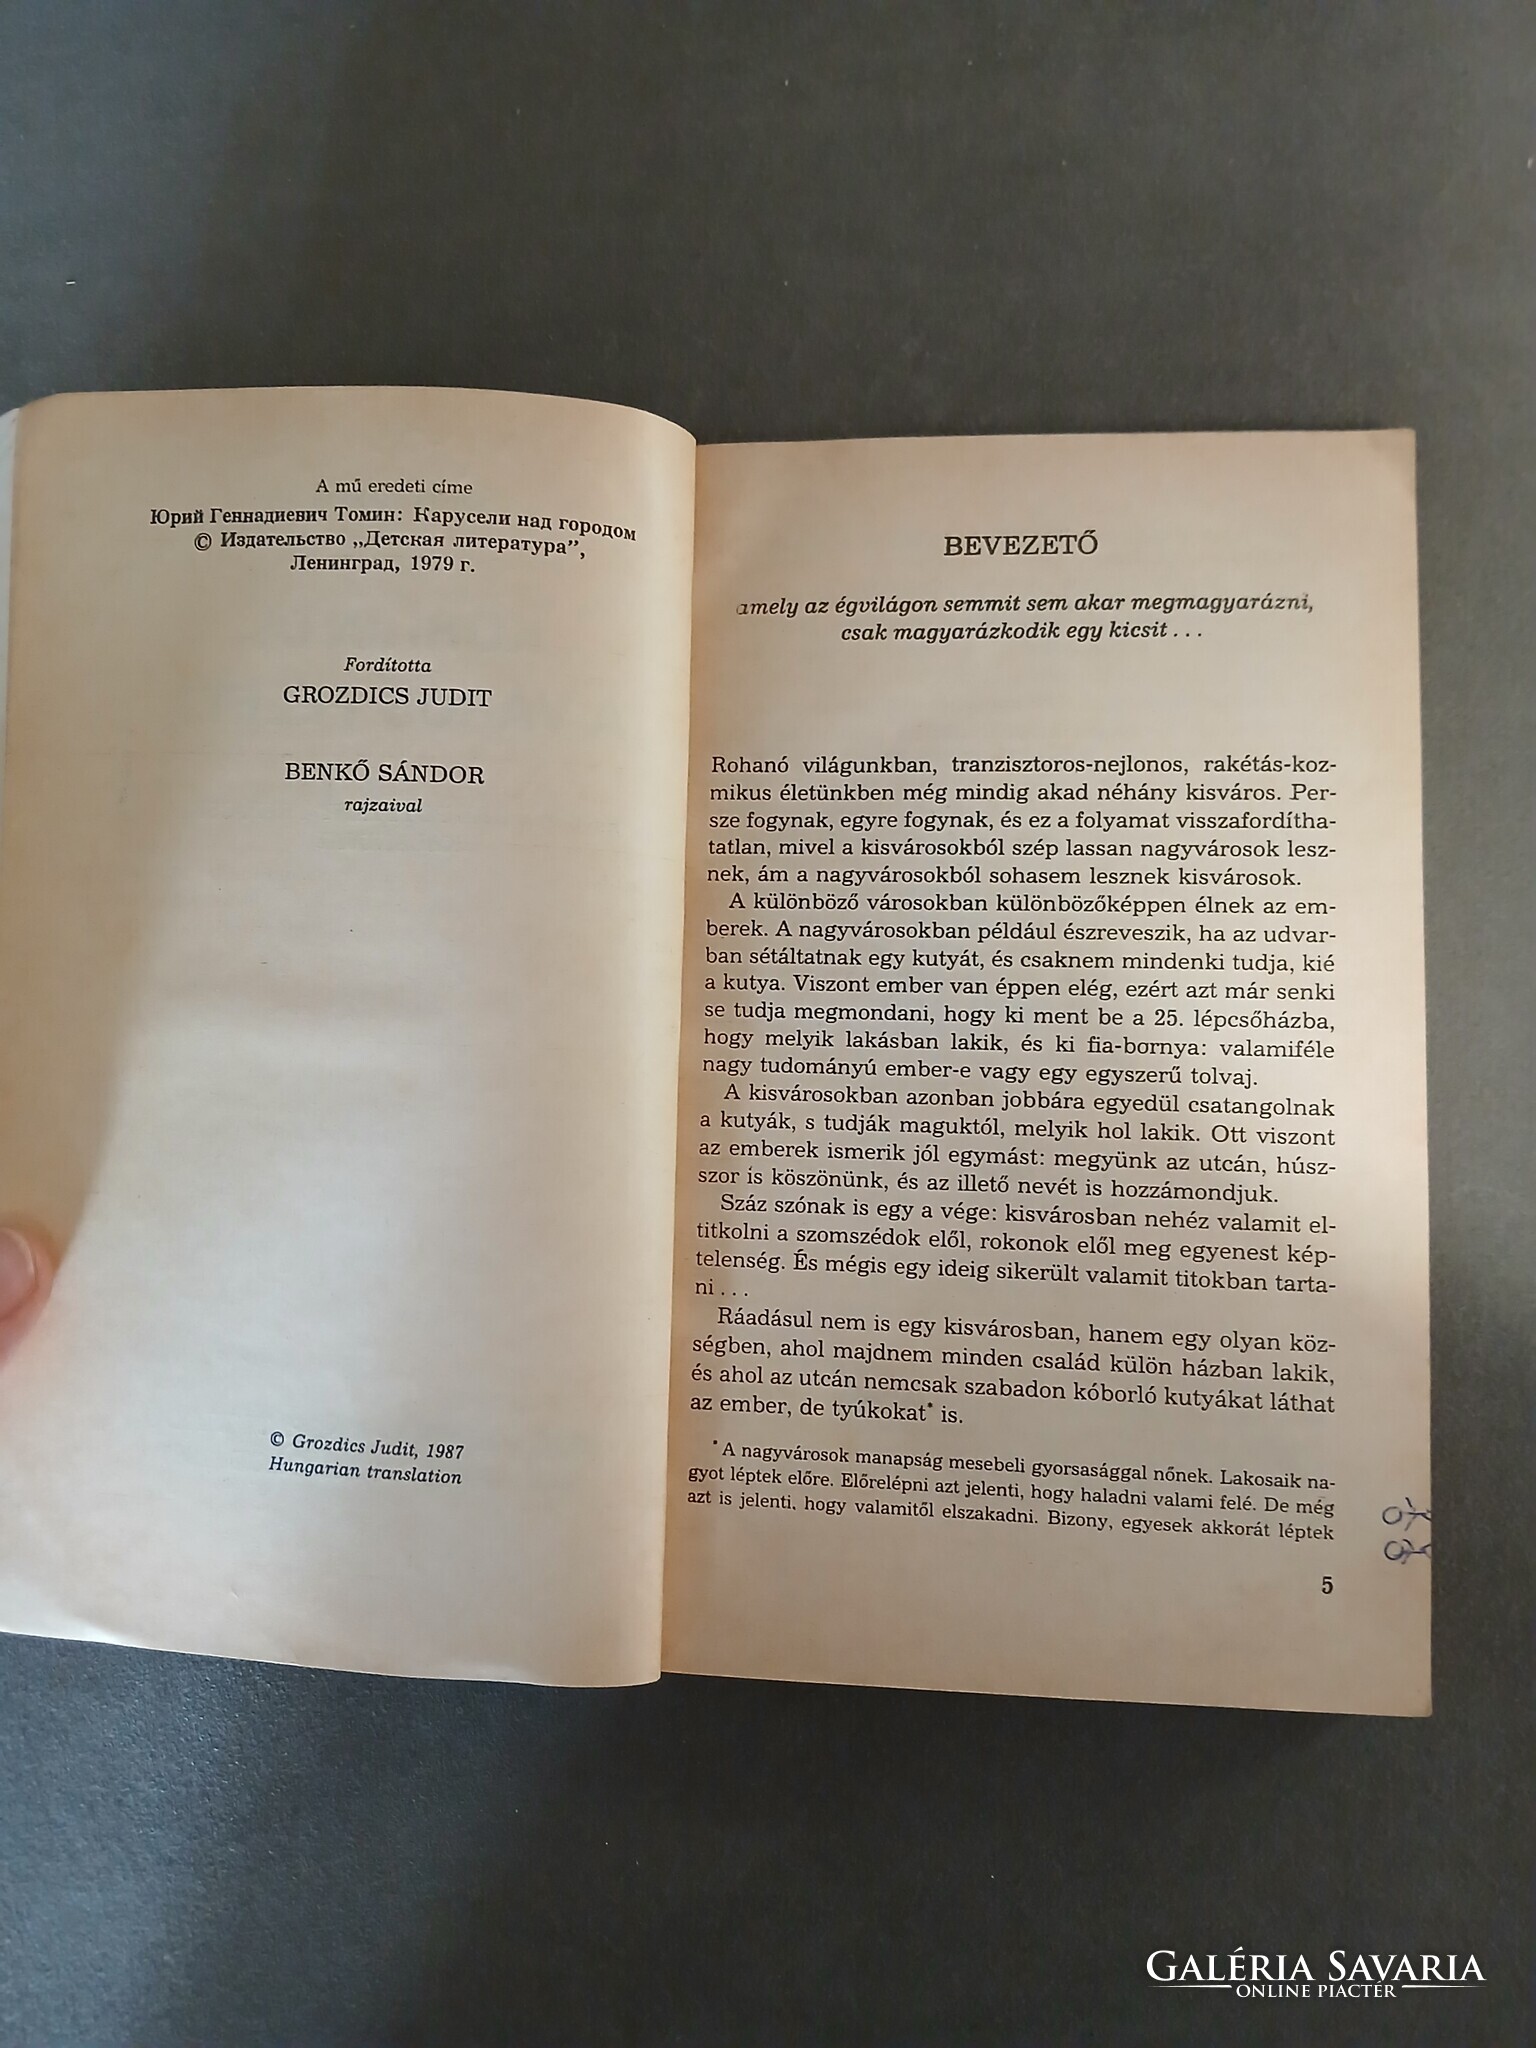 A mű eredeti címe
Юрий Геннадиевич Томин: Карусели над городом
© Издательство „Детская литература”,
Ленинград, 1979 г.
Fordította
GROZDICS JUDIT
BENKŐ SÁNDOR
rajzaival
© Grozdics Judit, 1987
Hungarian translation
BEVEZETŐ
amely az égvilágon semmit sem akar megmagyarázni,
csak magyarázkodik egy kicsit . . .
Rohanó világunkban, tranzisztoros-nejlonos, rakétás-koz-
mikus életünkben még mindig akad néhány kisváros. Per-
sze fogynak, egyre fogynak, és ez a folyamat visszafordítha-
tatlan, mivel a kisvárosokból szép lassan nagyvárosok lesz-
nek, ám a nagyvárosokból sohasem lesznek kisvárosok.
A különböző városokban különbözőképpen élnek az em-
berek. A nagyvárosokban például észreveszik, ha az udvar-
ban sétáltatnak egy kutyát, és csaknem mindenki tudja, kié
a kutya. Viszont ember van éppen elég, ezért azt már senki
se tudja megmondani, hogy ki ment be a 25. lépcsőházba,
hogy melyik lakásban lakik, és ki fia-bornya: valamiféle
nagy tudományú ember-e vagy egy egyszerű tolvaj.
A kisvárosokban azonban jobbára egyedül csatangolnak
a kutyák, s tudják maguktól, melyik hol lakik. Ott viszont
az emberek ismerik jól egymást: megyünk az utcán, húsz-
szor is köszönünk, és az illető nevét is hozzámondjuk.
Száz szónak is egy a vége: kisvárosban nehéz valamit el-
titkolni a szomszédok elől, rokonok elől meg egyenest kép-
telenség. És mégis egy ideig sikerült valamit titokban tarta-
ni . . .
Ráadásul nem is egy kisvárosban, hanem egy olyan köz-
ségben, ahol majdnem minden család külön házban lakik,
és ahol az utcán nemcsak szabadon kóborló kutyákat láthat
az ember, de tyúkokat* is.
* A nagyvárosok manapság mesebeli gyorsasággal nőnek. Lakosaik na-
gyot léptek előre. Előrelépni azt jelenti, hogy haladni valami felé. De még
azt is jelenti, hogy valamitől elszakadni. Bizony, egyesek akkorát léptek
5
GALÉRIA SAVARIA
ONLINE PIACTÉR